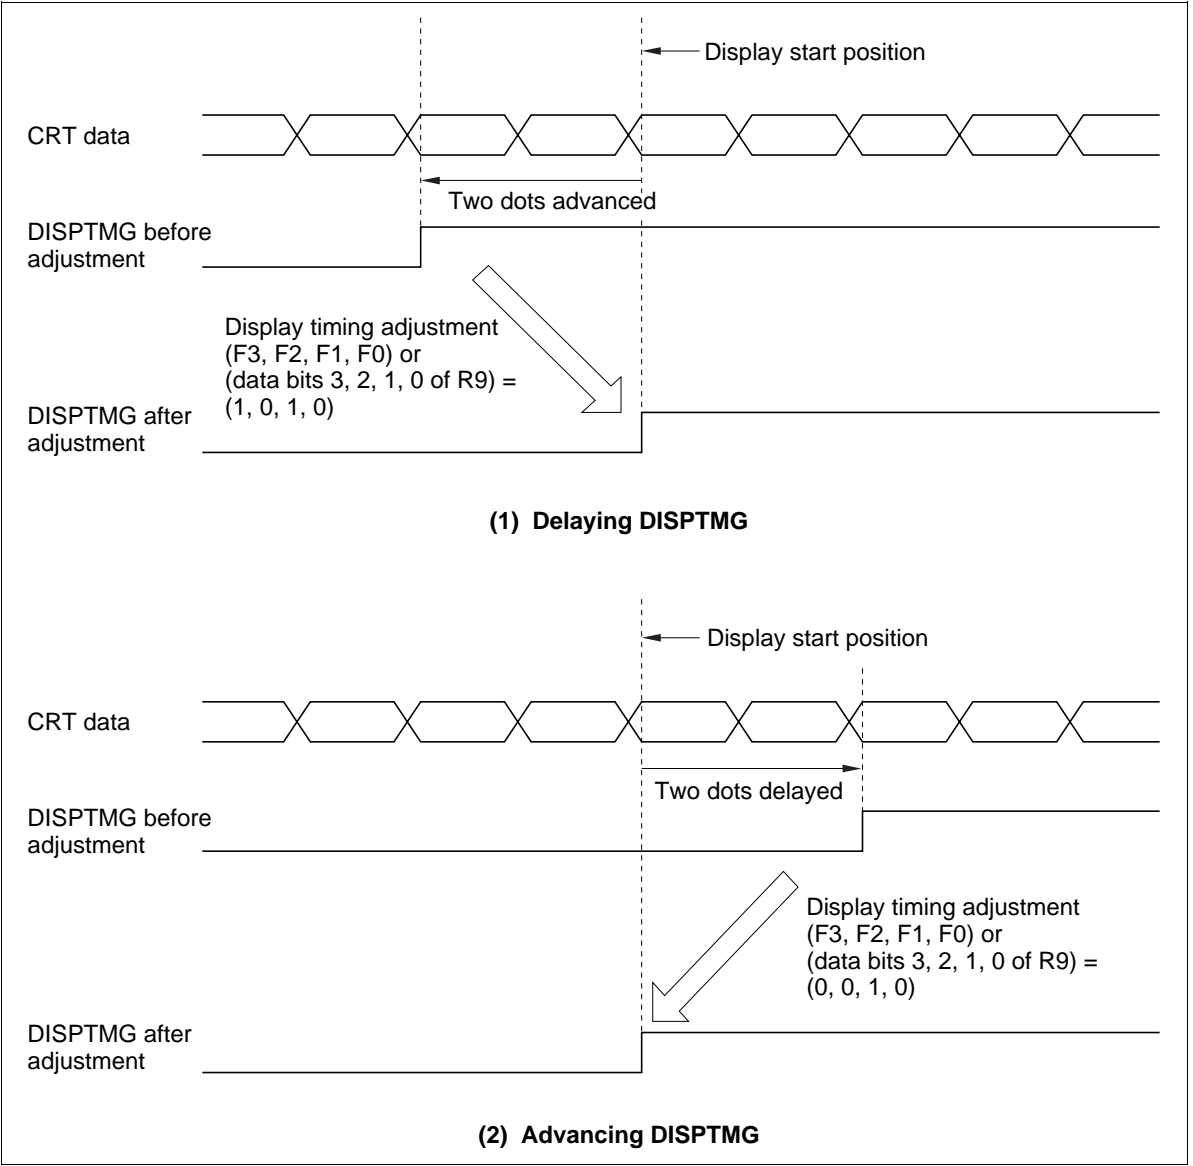 Display start position
CRT data
Two dots advanced
DISPTMG before
adjustment
Display timing adjustment
(F3, F2, F1, F0) or
(data bits 3, 2, 1, 0 of R9) =
(1, 0, 1, 0)
DISPTMG after
adjustment
(1) Delaying DISPTMG
Display start position
CRT data
Two dots delayed
DISPTMG before
adjustment
Display timing adjustment
(F3, F2, F1, F0) or
(data bits 3, 2, 1, 0 of R9) =
(0, 0, 1, 0)
DISPTMG after
adjustment
(2) Advancing DISPTMG